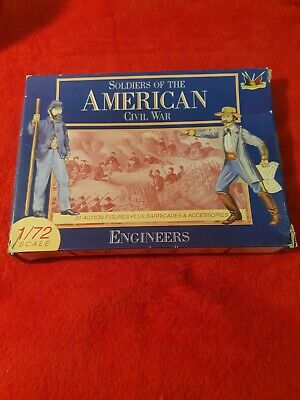 SOLDIERS OF THE
AMERICAN
CIVIL WAR
31 ACTION FIGURES PLUS BARRICADES & ACCESSORIES
1/72
SCALE
ENGINEERS